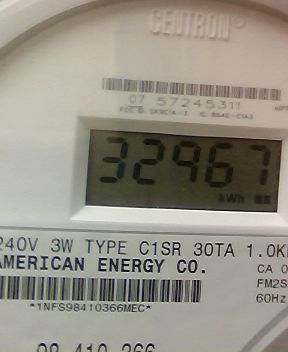 CENTRON®
07 57245311
32967
kWh
240V 3W TYPE C1SR 30TA 1.0K
AMERICAN ENERGY CO.
CA 0
FM2S
60Hz
*1NFS98410366MEC*
98 410 366